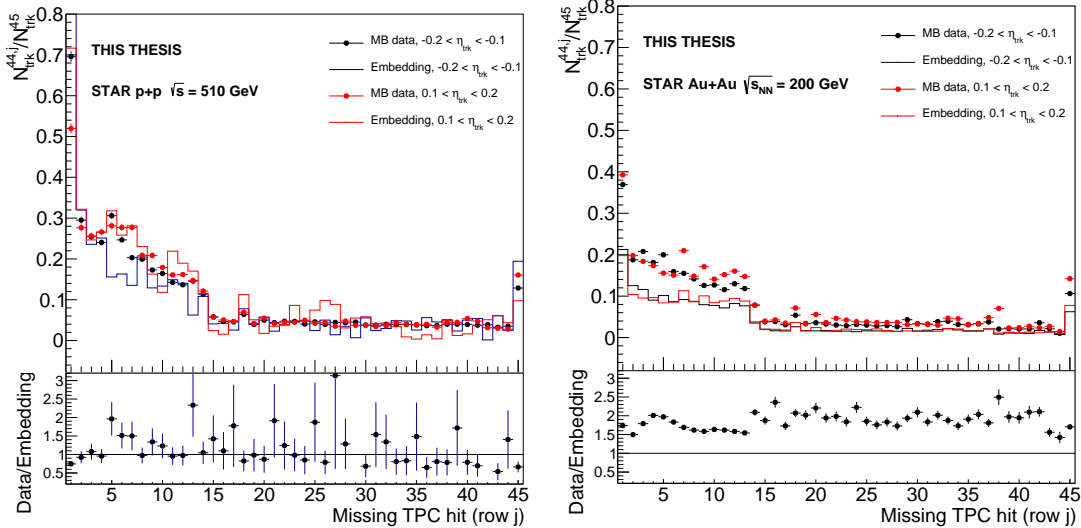 N_trk^44,j/N_trk^45
THIS THESIS
STAR p+p √s = 510 GeV
MB data, -0.2 < η_trk < -0.1
Embedding, -0.2 < η_trk < -0.1
MB data, 0.1 < η_trk < 0.2
Embedding, 0.1 < η_trk < 0.2
0.8
0.7
0.6
0.5
0.4
0.3
0.2
0.1
0
Data/Embedding
3
2.5
2
1.5
1
5 10 15 20 25 30 35 40 45
Missing TPC hit (row j)
N_trk^44,j/N_trk^45
THIS THESIS
STAR Au+Au √s_NN = 200 GeV
MB data, -0.2 < η_trk < -0.1
Embedding, -0.2 < η_trk < -0.1
MB data, 0.1 < η_trk < 0.2
Embedding, 0.1 < η_trk < 0.2
0.8
0.7
0.6
0.5
0.4
0.3
0.2
0.1
0
Data/Embedding
3
2.5
2
1.5
1
5 10 15 20 25 30 35 40 45
Missing TPC hit (row j)